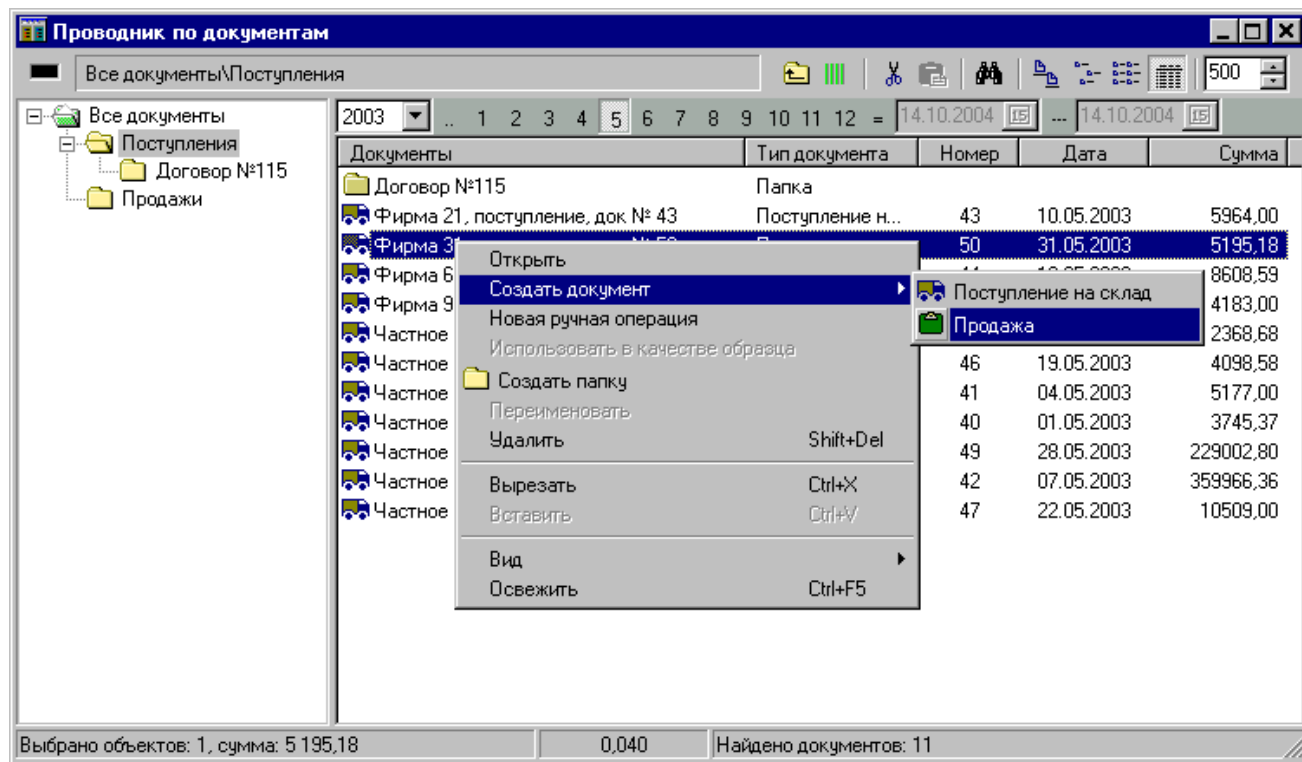 Проводник по документам
Все документы\Поступления 500
Все документы
Поступления
Договор №115
Продажи
2003 .. 1 2 3 4 5 6 7 8 9 10 11 12 = 14.10.2004 15 ... 14.10.2004 15
Документы Тип документа Номер Дата Сумма
Договор №115 Папка
Фирма 21, поступление, док № 43 Поступление н... 43 10.05.2003 5964,00
Фирма 50 31.05.2003 5195,18
Фирма 6 8608,59
Фирма 9 4183,00
Частное 2368,68
Частное 46 19.05.2003 4098,58
Частное 41 04.05.2003 5177,00
Частное 40 01.05.2003 3745,37
Частное 49 28.05.2003 229002,80
Частное 42 07.05.2003 359966,36
Частное 47 22.05.2003 10509,00
Открыть
Создать документ
Новая ручная операция
Использовать в качестве образца
Создать папку
Переименовать
Удалить Shift+Del
Вырезать Ctrl+X
Вставить Ctrl+V
Вид
Освежить Ctrl+F5
Поступление на склад
Продажа
Выбрано объектов: 1, сумма: 5 195,18 0,040 Найдено документов: 11